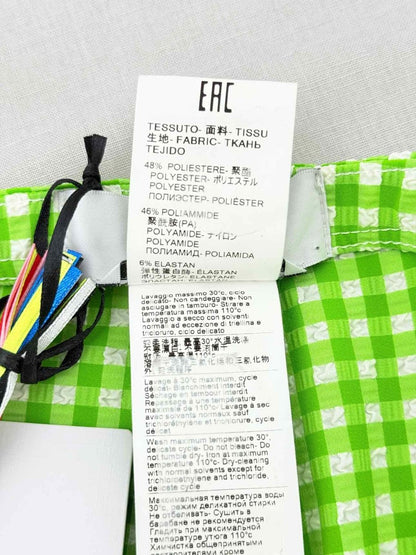 EAC
TESSUTO- 面料- TISSU
生地- FABRIC- ТКАНЬ
TEJIDO
48% POLIESTERE- 聚酯
POLYESTER- ポリエステル
POLYESTER
ПОЛИЭСТЕР- POLIÉSTER
46% POLIAMMIDE
聚酰胺(PA)
POLYAMIDE- ナイロン
POLYAMIDE
ПОЛИАМИД- POLIAMIDA
6% ELASTAN
ÉLASTANE
Lavaggio massimo 30°c, ciclo
delicato- Non candeggiare- Non
asciugare in tamburo- Stirare a
temperatura massima 110°c
Lavaggio a secco con solventi
normali ad eccezione di trielina e
tricloruro, ciclo delicato
Lavage à 30° maximum, cycle
délicat- Blanchiment interdit
Séchage en tambour interdit
Repassage à une température
maximale de 110°c- Lavage à sec
avec solvants normaux sauf
trichloroéthylène et trichlorure, cycle
délicat
Wash maximum temperature 30°,
delicate cycle- Do not bleach- Do
not tumble dry- Iron at maximum
temperature 110°c- Dry-cleaning
with normal solvents except for
trichloroethylene and trichloride,
delicate cycle
Максимальная температура воды
30°c, режим деликатной стирки
Не отбеливать- Сушить в
барабане не рекомендуется
Гладить при максимальной
температуре утюга 110°c
Химчистка общепринятыми